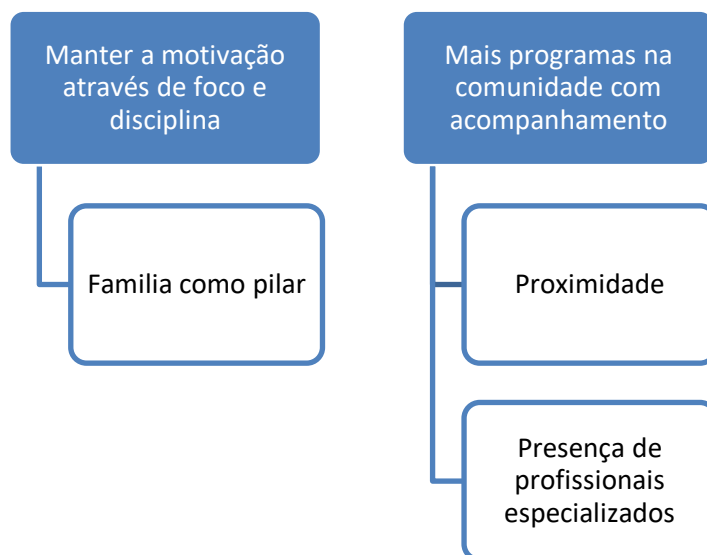 Manter a motivação
através de foco e
disciplina
Familia como pilar
Mais programas na
comunidade com
acompanhamento
Proximidade
Presença de
profissionais
especializados